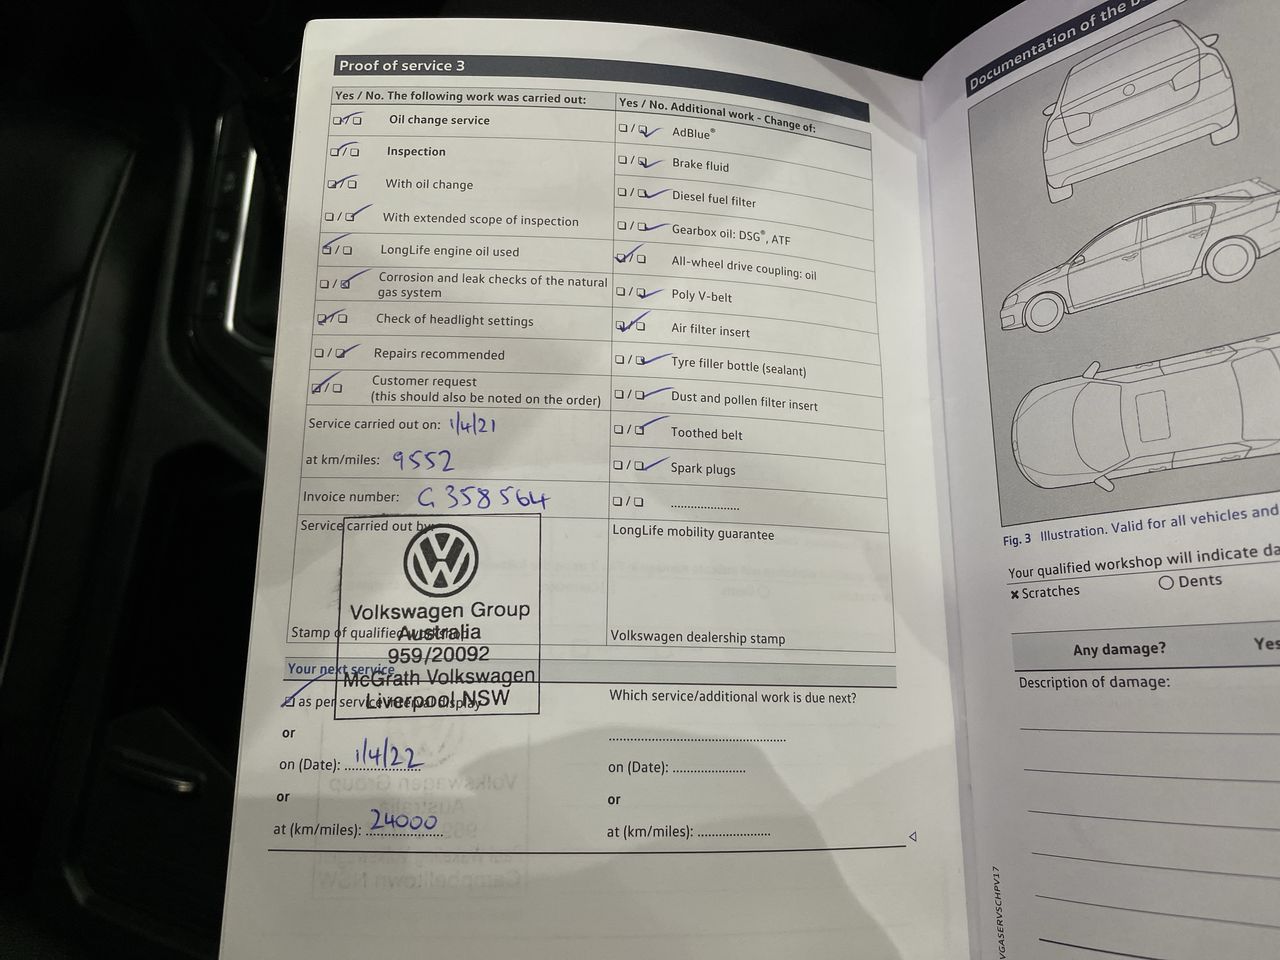 Proof of service 3
Yes / No. The following work was carried out:
Oil change service
Inspection
With oil change
With extended scope of inspection
LongLife engine oil used
Corrosion and leak checks of the natural
gas system
Check of headlight settings
Repairs recommended
Customer request
(this should also be noted on the order)
Service carried out on: 1/4/21
at km/miles: 9552
Invoice number: G 358564
Service carried out by:
Stamp of qualified
Volkswagen Group
Australia
959/20092
McGrath Volkswagen
Liverpool NSW
Yes / No. Additional work - Change of:
AdBlue®
Brake fluid
Diesel fuel filter
Gearbox oil: DSG®, ATF
All-wheel drive coupling: oil
Poly V-belt
Air filter insert
Tyre filler bottle (sealant)
Dust and pollen filter insert
Toothed belt
Spark plugs
LongLife mobility guarantee
Volkswagen dealership stamp
Your next service
as per service interval display
or
on (Date): 1/4/22
or
at (km/miles): 24000
Which service/additional work is due next?
on (Date):
or
at (km/miles):
Documentation of the
Fig. 3 Illustration. Valid for all vehicles and
Your qualified workshop will indicate da
× Scratches
Dents
Any damage?
Yes
Description of damage:
VGASERVSCHPV17